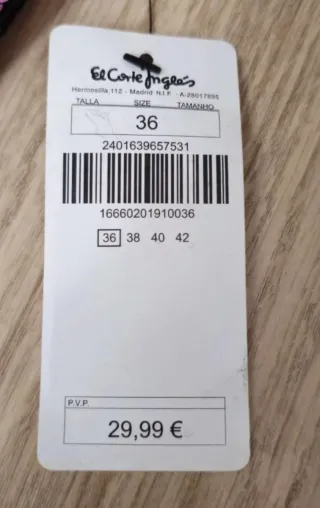 El Corte Inglés
Hermosilla, 112 - Madrid N.I.F. - A-28017895
TALLA SIZE TAMANHO
36
2401639657531
16660201910036
36 38 40 42
P.V.P.
29,99 €